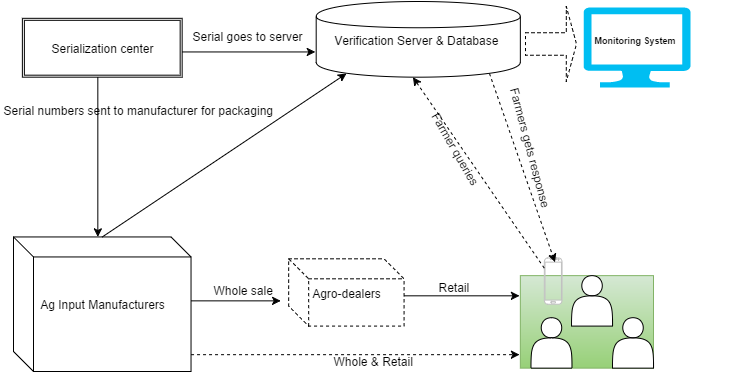 Serial goes to server
Serialization center
Verification Server & Database
Monitoring System
Serial numbers sent to manufacturer for packaging
Farmer queries
Farmers gets response
Ag Input Manufacturers
Whole sale
Agro-dealers
Retail
Whole & Retail